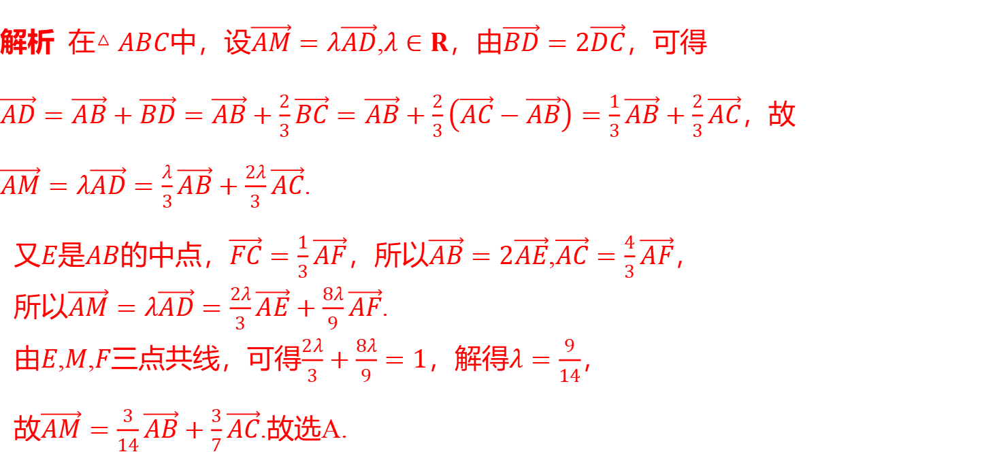 解析 在△ ABC中，设$\overrightarrow{AM} = \lambda\overrightarrow{AD},\lambda \in \mathbf{R}$，由$\overrightarrow{BD} = 2\overrightarrow{DC}$，可得
$\overrightarrow{AD} = \overrightarrow{AB} + \overrightarrow{BD} = \overrightarrow{AB} + \frac{2}{3}\overrightarrow{BC} = \overrightarrow{AB} + \frac{2}{3}(\overrightarrow{AC} - \overrightarrow{AB}) = \frac{1}{3}\overrightarrow{AB} + \frac{2}{3}\overrightarrow{AC}$，故
$\overrightarrow{AM} = \lambda\overrightarrow{AD} = \frac{\lambda}{3}\overrightarrow{AB} + \frac{2\lambda}{3}\overrightarrow{AC}$.
又E是AB的中点，$\overrightarrow{FC} = \frac{1}{3}\overrightarrow{AF}$，所以$\overrightarrow{AB} = 2\overrightarrow{AE},\overrightarrow{AC} = \frac{4}{3}\overrightarrow{AF}$，
所以$\overrightarrow{AM} = \lambda\overrightarrow{AD} = \frac{2\lambda}{3}\overrightarrow{AE} + \frac{8\lambda}{9}\overrightarrow{AF}$.
由E,M,F三点共线，可得$\frac{2\lambda}{3} + \frac{8\lambda}{9} = 1$，解得$\lambda = \frac{9}{14}$，
故$\overrightarrow{AM} = \frac{3}{14}\overrightarrow{AB} + \frac{3}{7}\overrightarrow{AC}$.故选A.